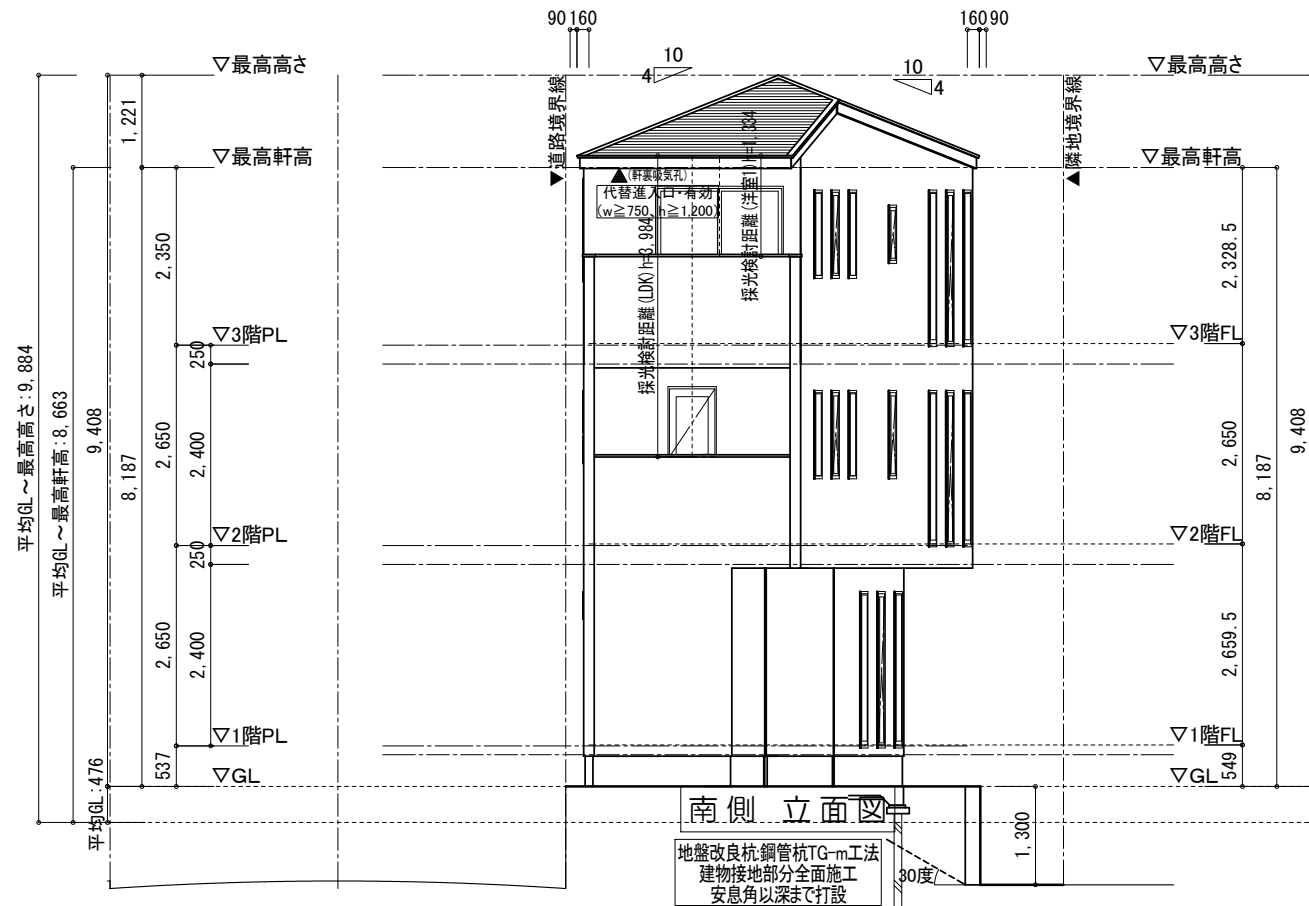 90 160
160 90
▽最高高さ
10
4
10
4
▽最高高さ
道路境界線
隣地境界線
1,221
▽最高軒高
▽最高軒高
(軒裏吸気孔)
代替進入口・有効
(w≧750、h≧1,200)
採光検討距離(洋室1)h=1,334
採光検討距離(LDK)h=3,984
2,350
2,328.5
▽3階PL
▽3階FL
250
平均GL～最高高さ:9,884
平均GL～最高軒高:8,663
9,408
8,187
2,650
2,400
2,650
8,187
9,408
▽2階PL
▽2階FL
250
2,650
2,400
2,659.5
▽1階PL
▽1階FL
537
549
▽GL
▽GL
平均GL:476
南側 立面図
1,300
地盤改良杭:鋼管杭TG-m工法
建物接地部分全面施工
安息角以深まで打設
30度